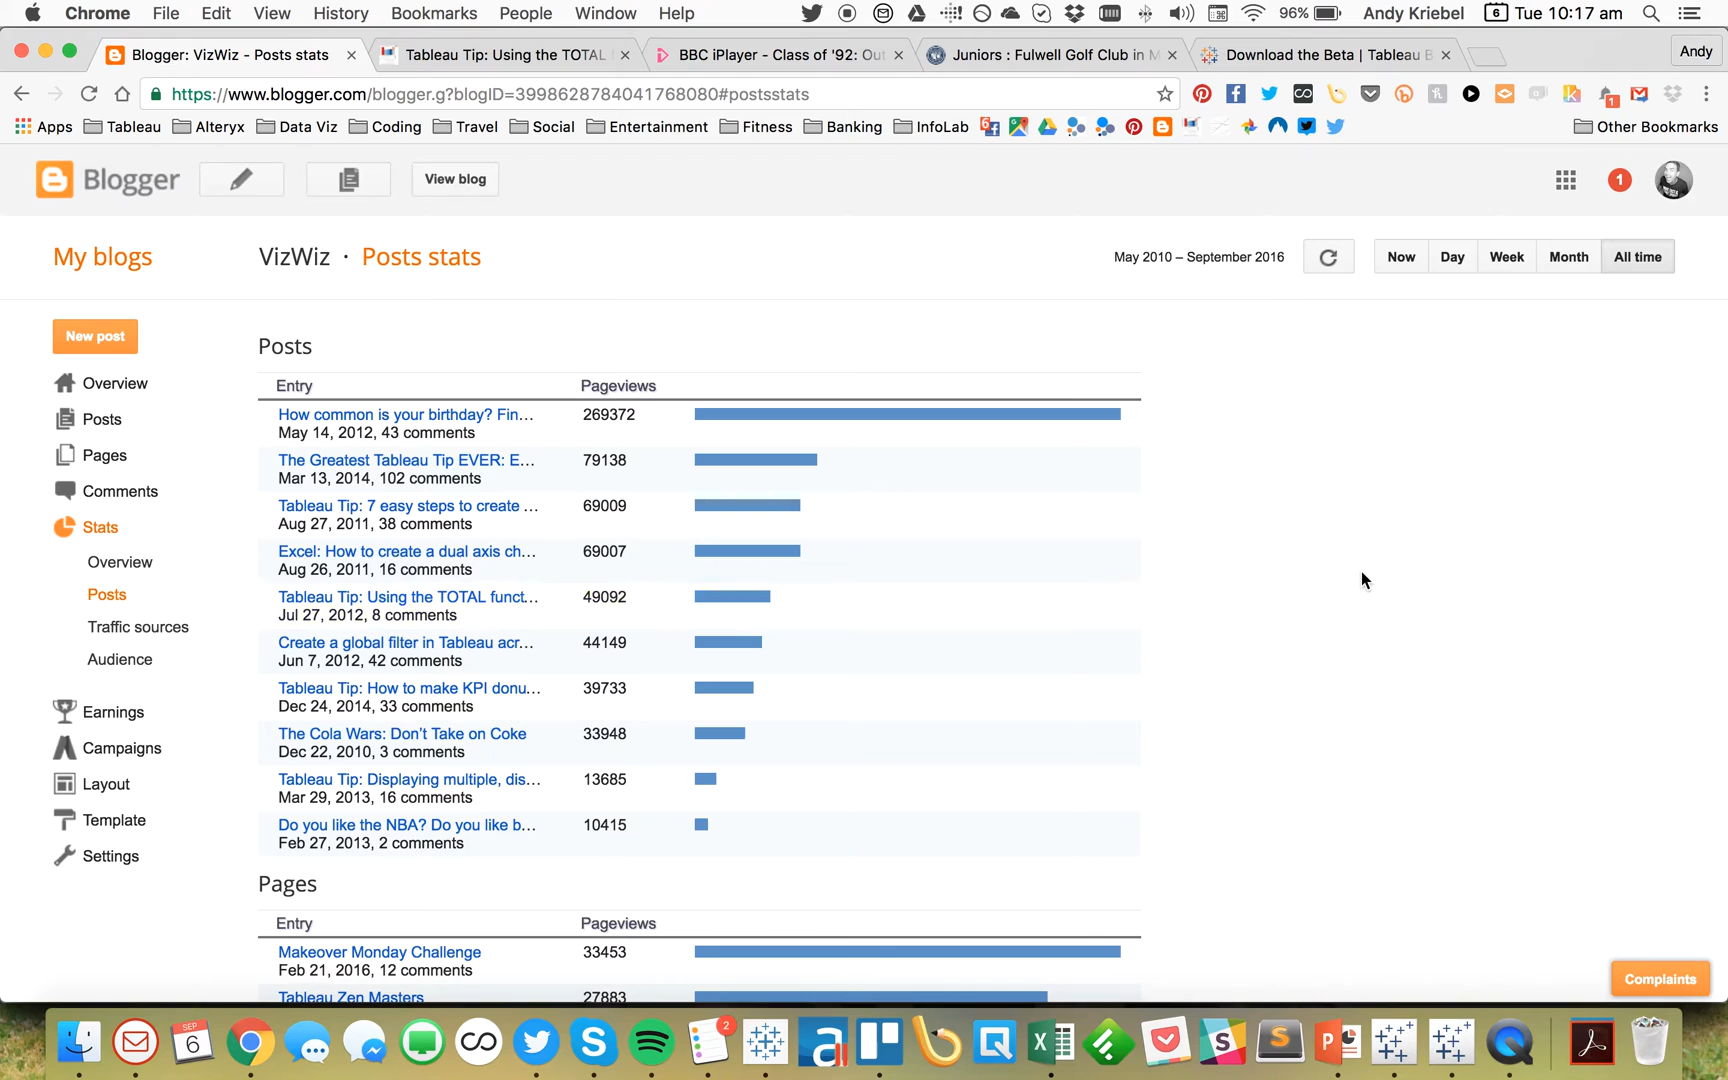 Chrome File Edit View History Bookmarks People Window Help 96% Andy Kriebel 6 Tue 10:17 am
Blogger: VizWiz - Posts stats × Tableau Tip: Using the TOTAL × BBC iPlayer - Class of '92: Out × Juniors : Fulwell Golf Club in M × Download the Beta | Tableau B × Andy
https://www.blogger.com/blogger.g?blogID=3998628784041768080#postsstats
Apps Tableau Alteryx Data Viz Coding Travel Social Entertainment Fitness Banking InfoLab Other Bookmarks
Blogger View blog 1
My blogs VizWiz · Posts stats May 2010 – September 2016 Now Day Week Month All time
New post
Overview
Posts
Pages
Comments
Stats
Overview
Posts
Traffic sources
Audience
Earnings
Campaigns
Layout
Template
Settings
Posts
Entry Pageviews
How common is your birthday? Fin... 269372
May 14, 2012, 43 comments
The Greatest Tableau Tip EVER: E... 79138
Mar 13, 2014, 102 comments
Tableau Tip: 7 easy steps to create ... 69009
Aug 27, 2011, 38 comments
Excel: How to create a dual axis ch... 69007
Aug 26, 2011, 16 comments
Tableau Tip: Using the TOTAL funct... 49092
Jul 27, 2012, 8 comments
Create a global filter in Tableau acr... 44149
Jun 7, 2012, 42 comments
Tableau Tip: How to make KPI donu... 39733
Dec 24, 2014, 33 comments
The Cola Wars: Don't Take on Coke 33948
Dec 22, 2010, 3 comments
Tableau Tip: Displaying multiple, dis... 13685
Mar 29, 2013, 16 comments
Do you like the NBA? Do you like b... 10415
Feb 27, 2013, 2 comments
Pages
Entry Pageviews
Makeover Monday Challenge 33453
Feb 21, 2016, 12 comments
Tableau Zen Masters 27883
Complaints
SEP
6
2